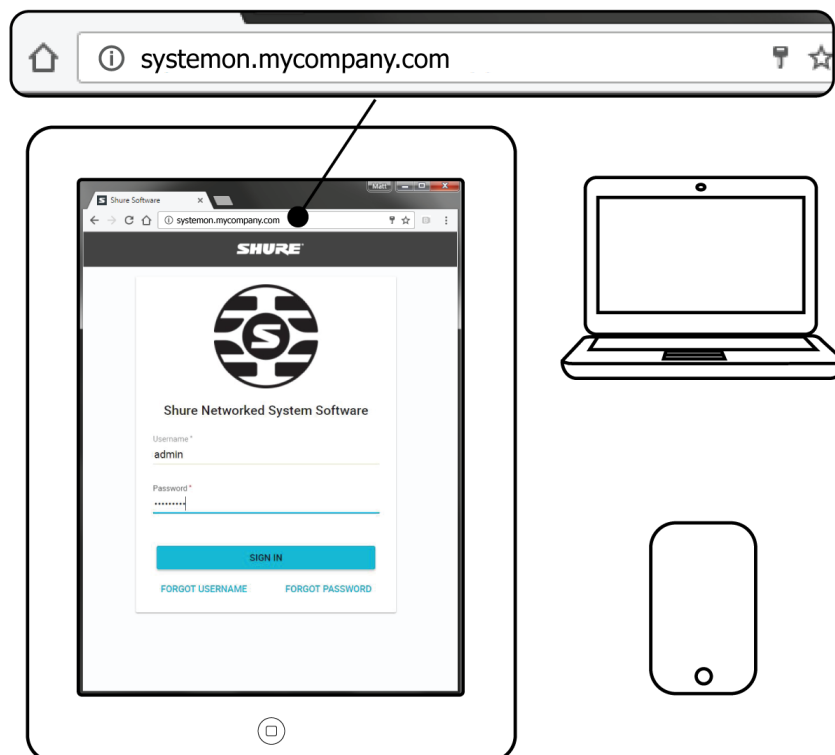 systemon.mycompany.com
Matt
Shure Software
systemon.mycompany.com
SHURE
S
Shure Networked System Software
Username *
admin
Password *
•••••••••
SIGN IN
FORGOT USERNAME FORGOT PASSWORD